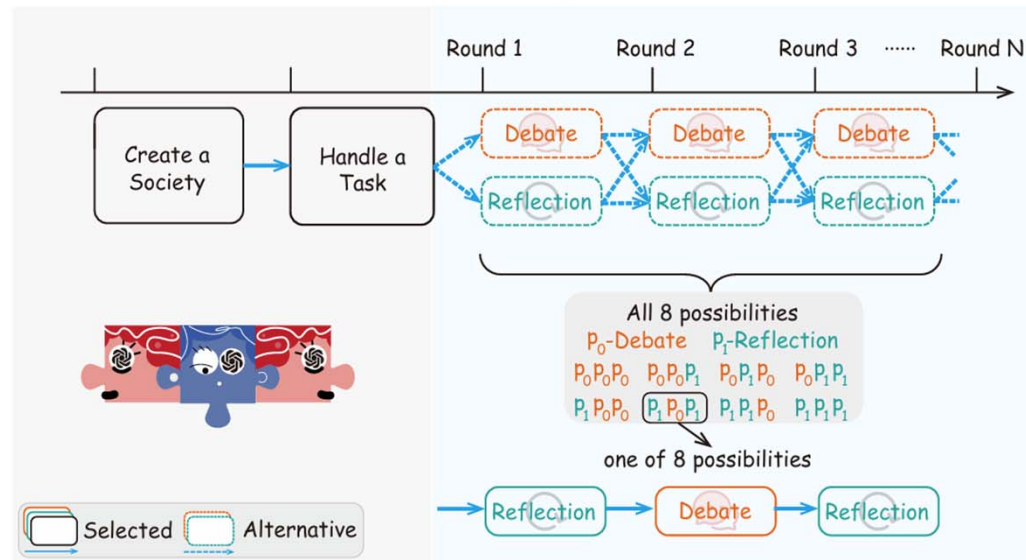 Round 1 Round 2 Round 3 ...... Round N
Create a
Society
Handle a
Task
Debate Debate Debate
Reflection Reflection Reflection
All 8 possibilities
p₀-Debate p₁-Reflection
p₀p₀p₀ p₀p₀p₁ p₀p₁p₀ p₀p₁p₁
p₁p₀p₀ p₁p₀p₁ p₁p₁p₀ p₁p₁p₁
one of 8 possibilities
Reflection Debate Reflection
Selected Alternative